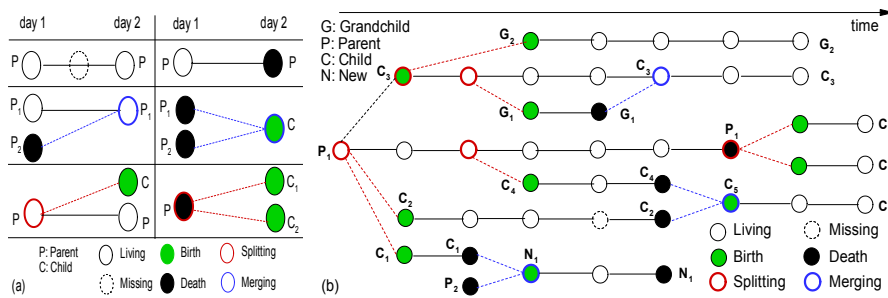 day 1 day 2 day 1 day 2
P P P P
P1 P1 P1 C
P2 P2
P C P P C1 C2
P: Parent
C: Child
Living Birth Splitting
Missing Death Merging
(a)
G: Grandchild
P: Parent
C: Child
N: New
time
G2 G2
C3 C3 C3
G1 G1
P1 P1 C
C
C4 C4 C5 C
C2 C2
C1 C1 N1 N1
P2
Living Missing
Birth Death
Splitting Merging
(b)